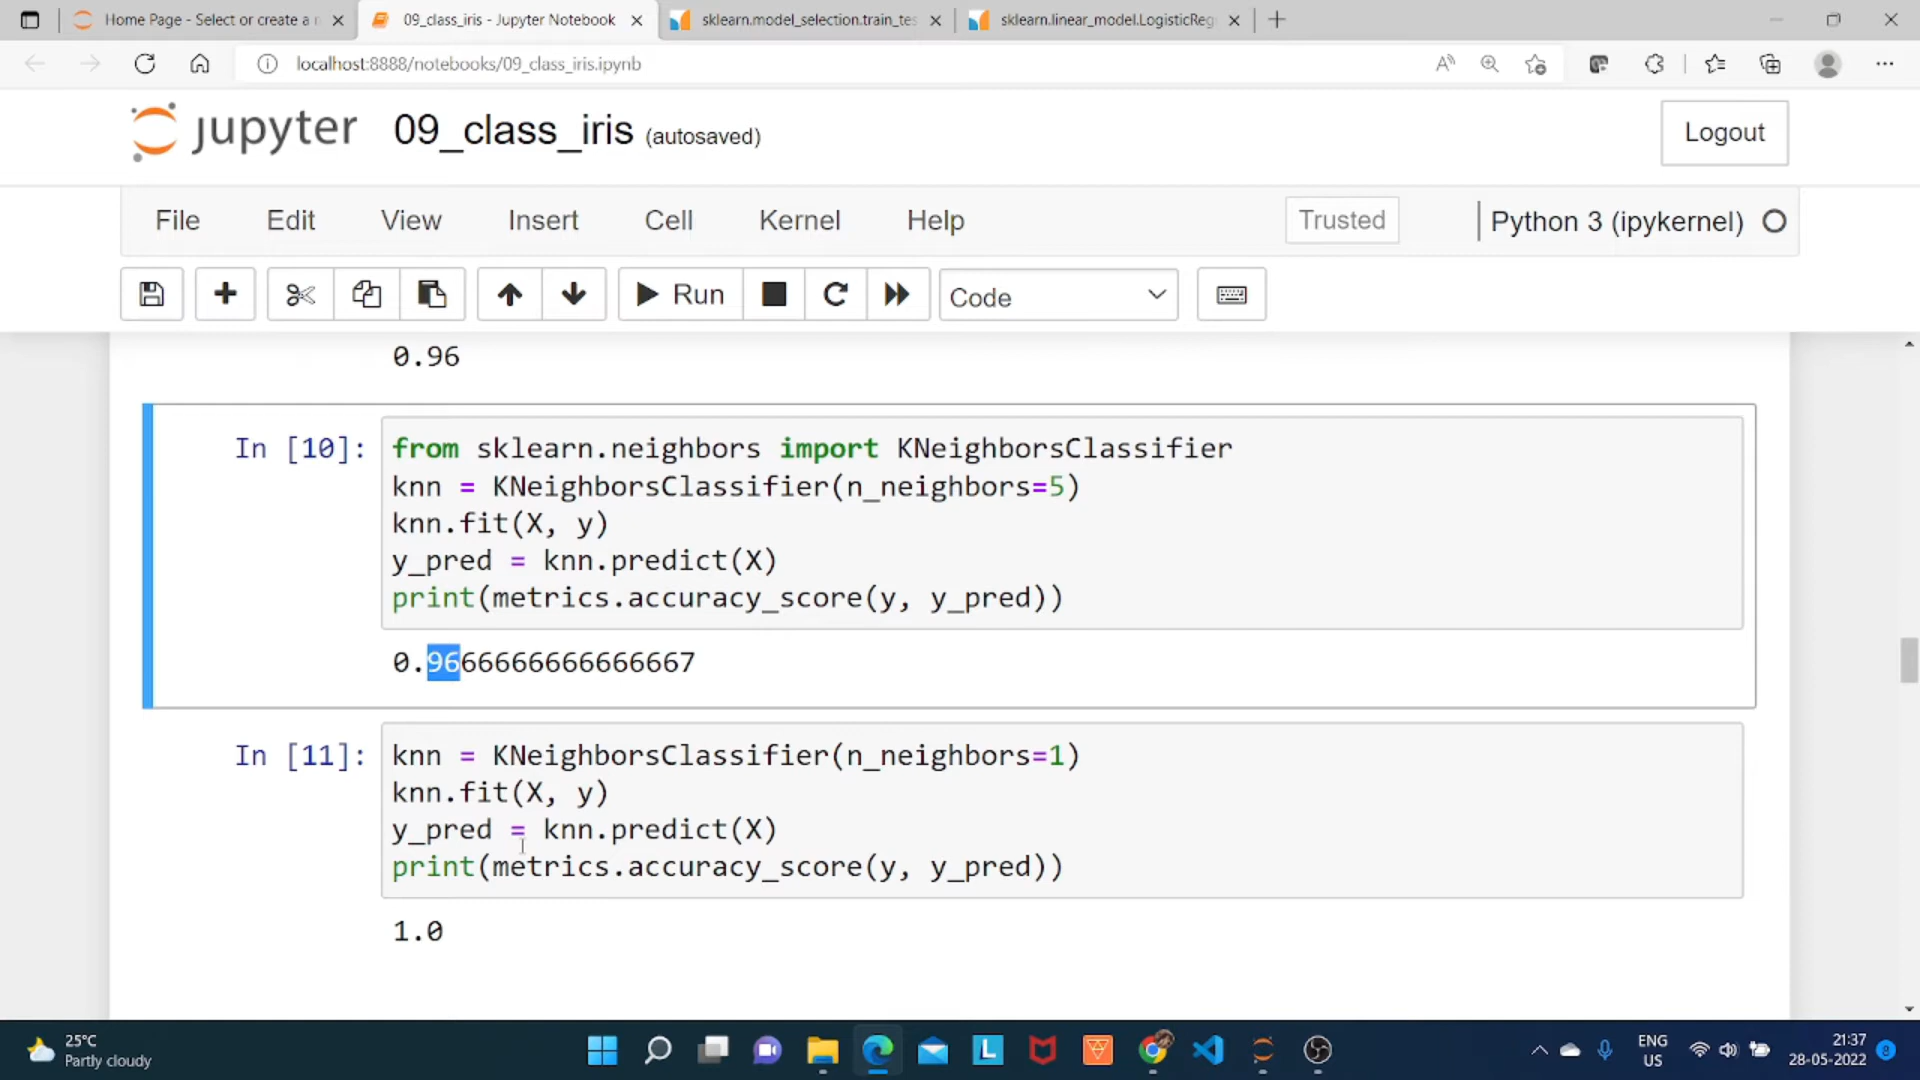 Home Page - Select or create a n
09_class_iris - Jupyter Notebook
sklearn.model_selection.train_tes
sklearn.linear_model.LogisticReg
localhost:8888/notebooks/09_class_iris.ipynb
jupyter 09_class_iris (autosaved)
Logout
File Edit View Insert Cell Kernel Help
Trusted
Python 3 (ipykernel)
Run
Code
0.96
In [10]: from sklearn.neighbors import KNeighborsClassifier
knn = KNeighborsClassifier(n_neighbors=5)
knn.fit(X, y)
y_pred = knn.predict(X)
print(metrics.accuracy_score(y, y_pred))
0.9666666666666667
In [11]: knn = KNeighborsClassifier(n_neighbors=1)
knn.fit(X, y)
y_pred = knn.predict(X)
print(metrics.accuracy_score(y, y_pred))
1.0
25°C
Partly cloudy
ENG
US
21:37
28-05-2022
8